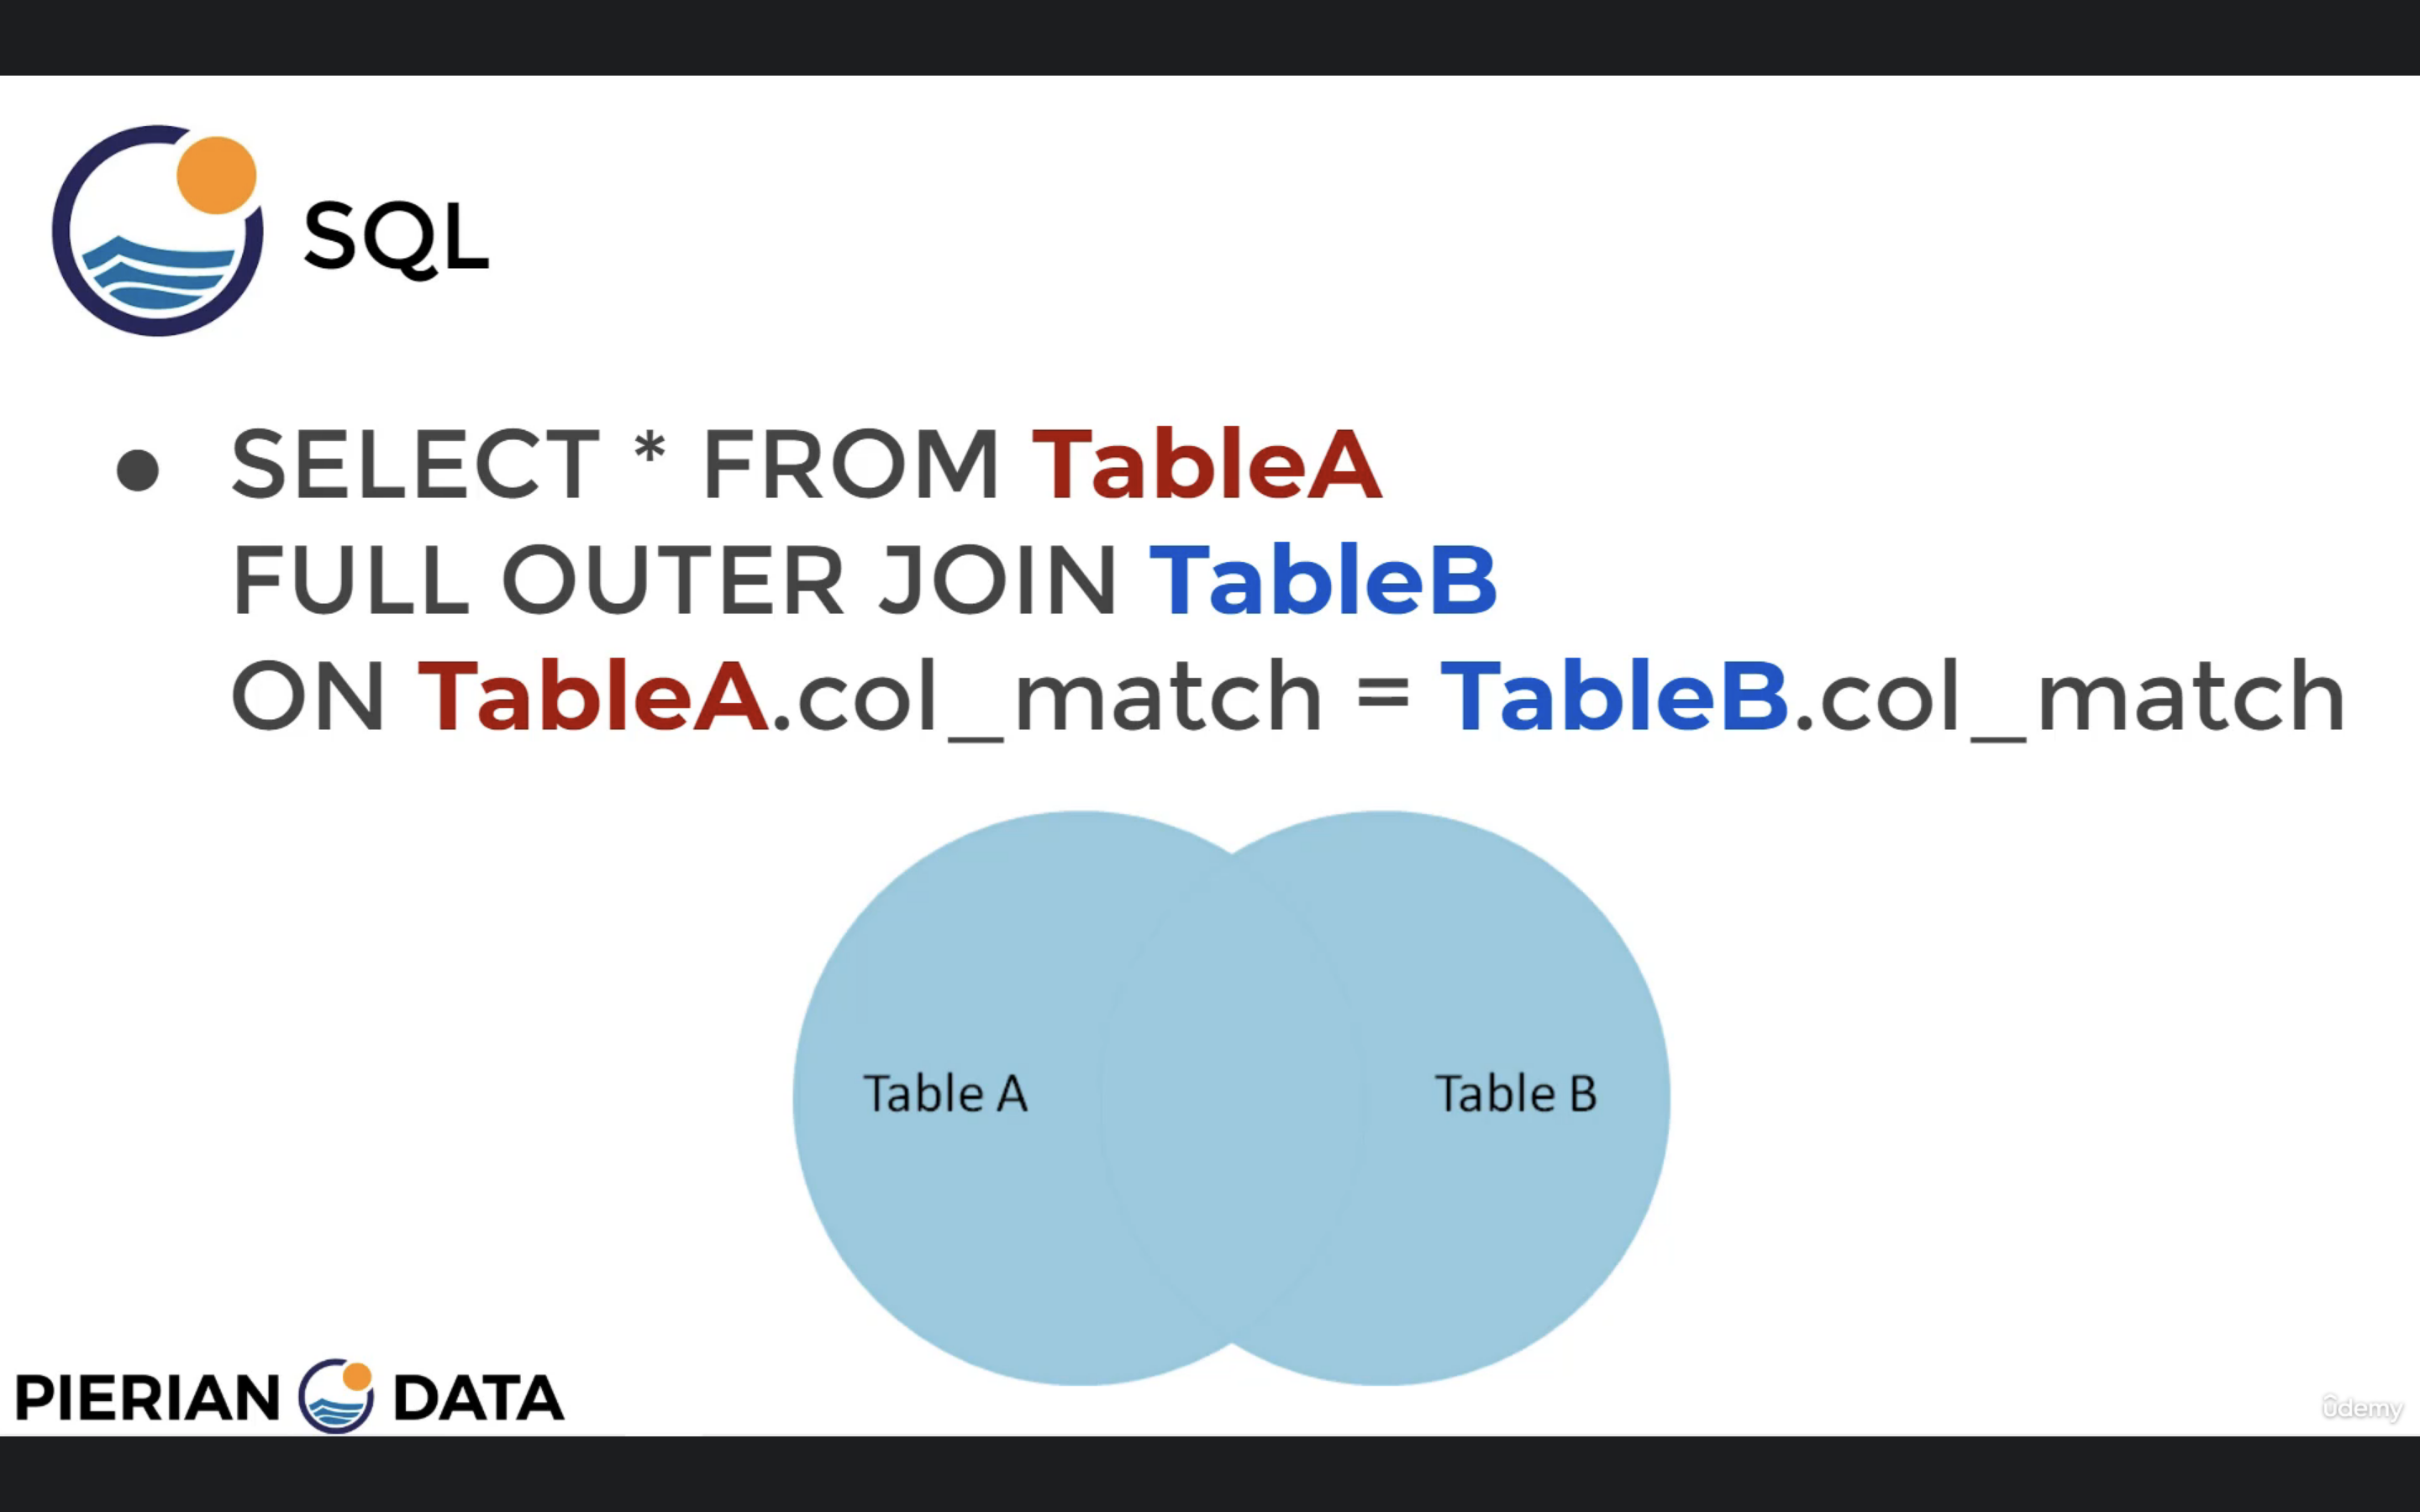 SQL
● SELECT * FROM TableA
FULL OUTER JOIN TableB
ON TableA.col_match = TableB.col_match
Table A
Table B
PIERIAN DATA
ûdemy